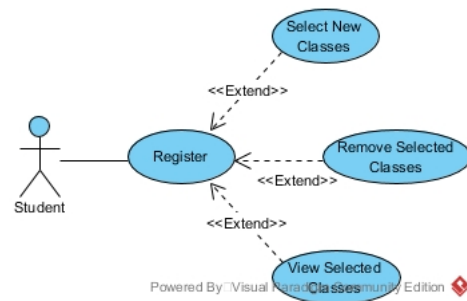 Select New
Classes
<<Extend>>
Register
Remove Selected
Classes
<<Extend>>
Student
<<Extend>>
View Selected
Classes
Powered By Visual Paradigm Community Edition